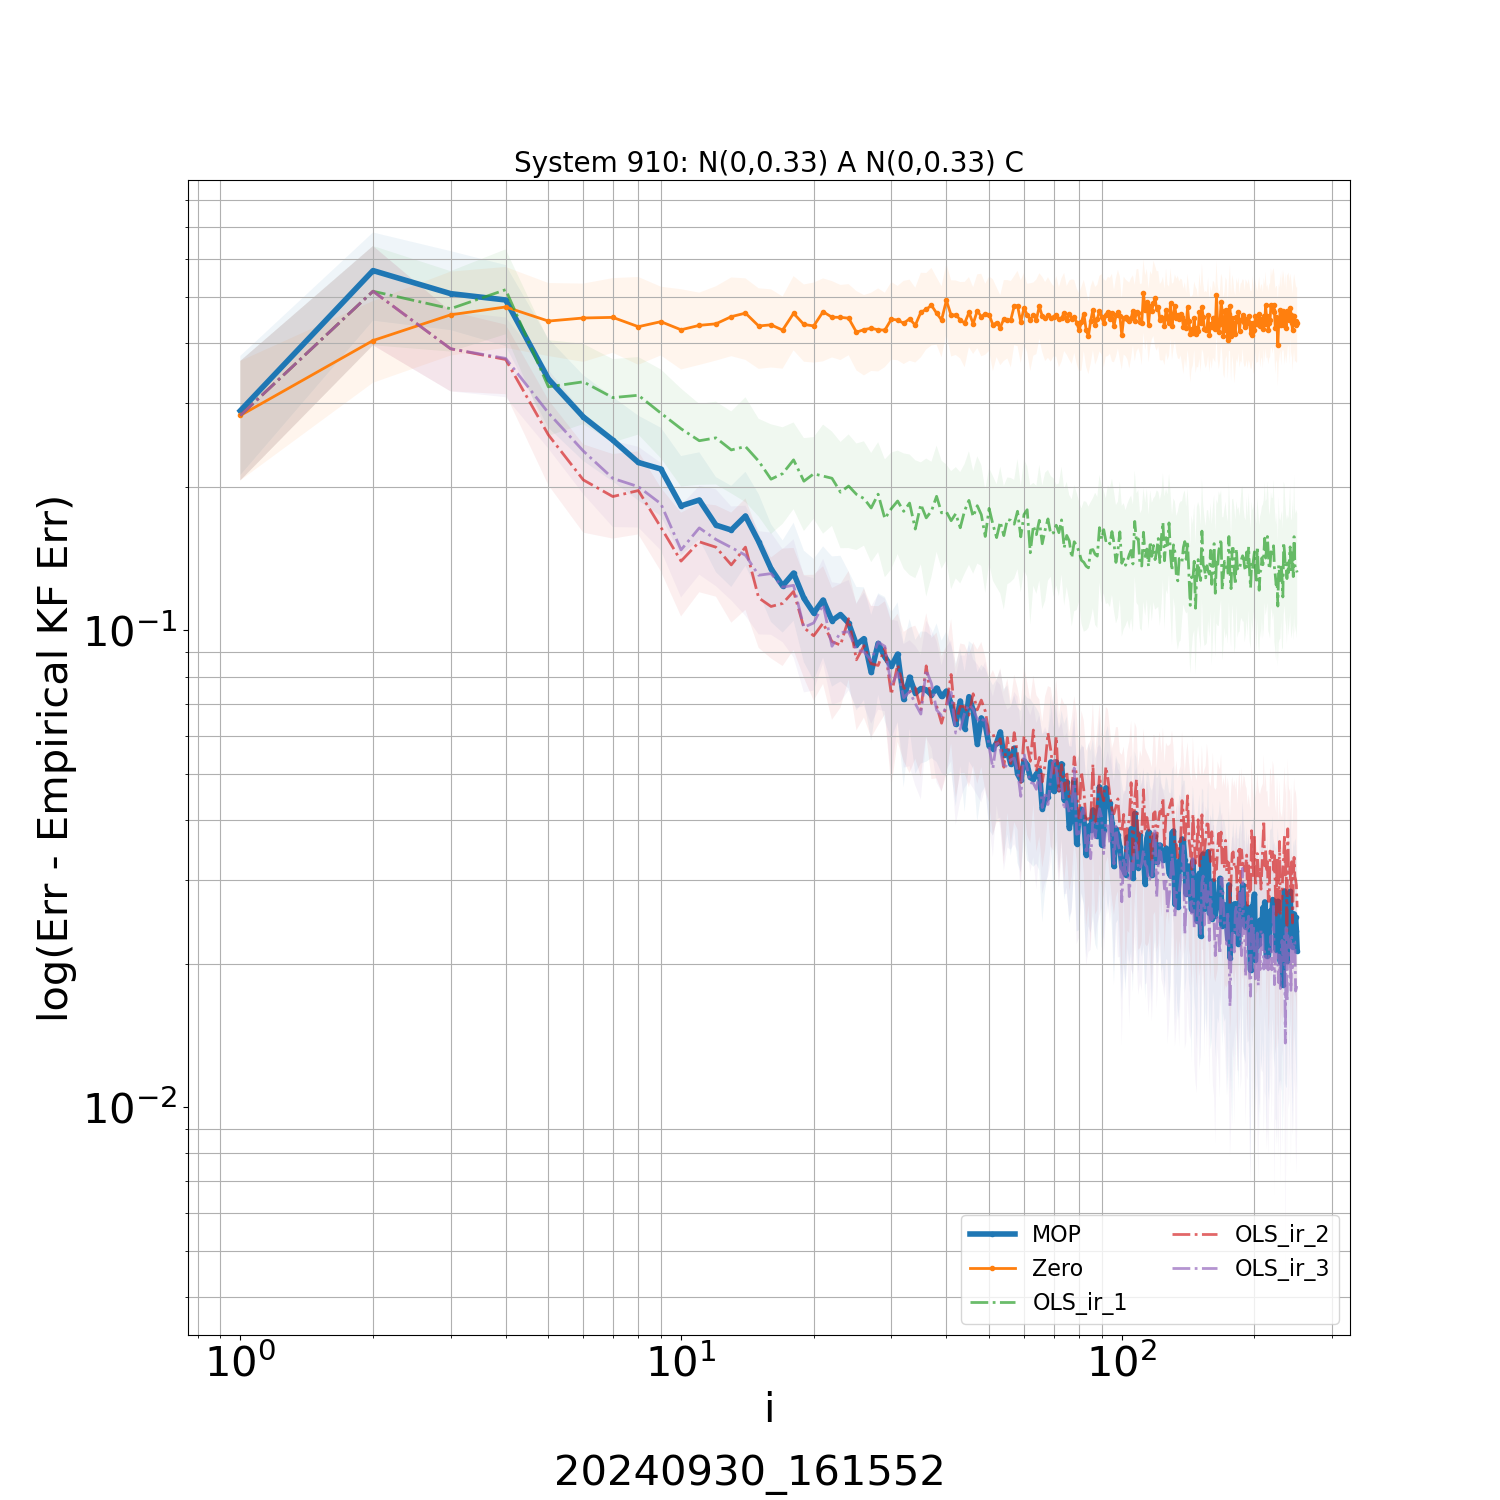 System 910: N(0,0.33) A N(0,0.33) C
log(Err - Empirical KF Err)
10⁻¹
10⁻²
MOP
Zero
OLS_ir_1
OLS_ir_2
OLS_ir_3
10⁰
10¹
10²
i
20240930_161552